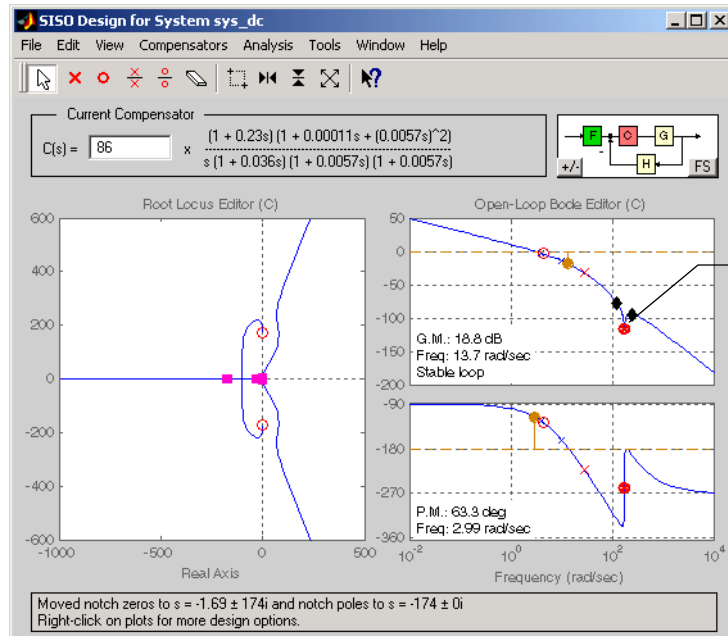 SISO Design for System sys_dc
File Edit View Compensators Analysis Tools Window Help
Current Compensator
(1 + 0.23s) (1 + 0.00011s + (0.0057s)^2)
C(s) = 86 x
s (1 + 0.036s) (1 + 0.0057s) (1 + 0.0057s)
F C G
H
+/- FS
Root Locus Editor (C)
600
400
200
0
-200
-400
-600
-1000 -500 0 500
Real Axis
Open-Loop Bode Editor (C)
50
0
-50
-100
-150
-200
G.M.: 18.8 dB
Freq: 13.7 rad/sec
Stable loop
-90
-180
-270
-360
P.M.: 63.3 deg
Freq: 2.99 rad/sec
10^-2 10^0 10^2 10^4
Frequency (rad/sec)
Moved notch zeros to s = -1.69 ± 174i and notch poles to s = -174 ± 0i
Right-click on plots for more design options.